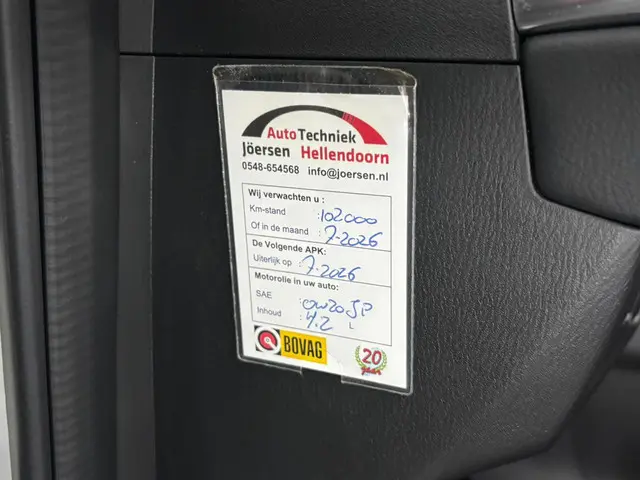 AutoTechniek
Jöersen Hellendoorn
0548-654568 info@joersen.nl
Wij verwachten u :
Km-stand : 102000
Of in de maand : 7-2026
De Volgende APK:
Uiterlijk op : 7-2026
Motorolie in uw auto:
SAE : 0W20 SP
Inhoud : 4.2 L
BOVAG
20
jaar